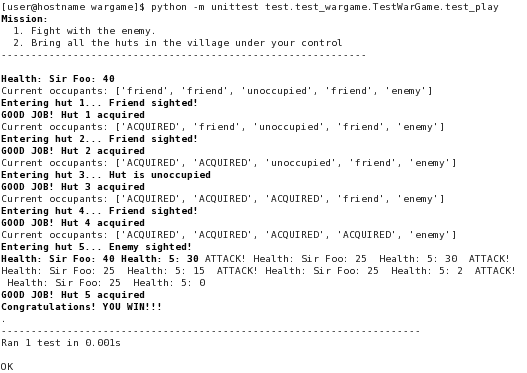 [user@hostname wargame]$ python -m unittest test.test_wargame.TestWarGame.test_play
Mission:
  1. Fight with the enemy.
  2. Bring all the huts in the village under your control
-------------------------------------------------------------
Health: Sir Foo: 40
Current occupants: ['friend', 'friend', 'unoccupied', 'friend', 'enemy']
Entering hut 1... Friend sighted!
GOOD JOB! Hut 1 acquired
Current occupants: ['ACQUIRED', 'friend', 'unoccupied', 'friend', 'enemy']
Entering hut 2... Friend sighted!
GOOD JOB! Hut 2 acquired
Current occupants: ['ACQUIRED', 'ACQUIRED', 'unoccupied', 'friend', 'enemy']
Entering hut 3... Hut is unoccupied
GOOD JOB! Hut 3 acquired
Current occupants: ['ACQUIRED', 'ACQUIRED', 'ACQUIRED', 'friend', 'enemy']
Entering hut 4... Friend sighted!
GOOD JOB! Hut 4 acquired
Current occupants: ['ACQUIRED', 'ACQUIRED', 'ACQUIRED', 'ACQUIRED', 'enemy']
Entering hut 5... Enemy sighted!
Health: Sir Foo: 40 Health: 5: 30 ATTACK! Health: Sir Foo: 25  Health: 5: 30  ATTACK!
Health: Sir Foo: 25  Health: 5: 15  ATTACK! Health: Sir Foo: 25  Health: 5: 2  ATTACK!
 Health: Sir Foo: 25  Health: 5: 0
GOOD JOB! Hut 5 acquired
Congratulations! YOU WIN!!!
.
----------------------------------------------------------------------
Ran 1 test in 0.001s
OK